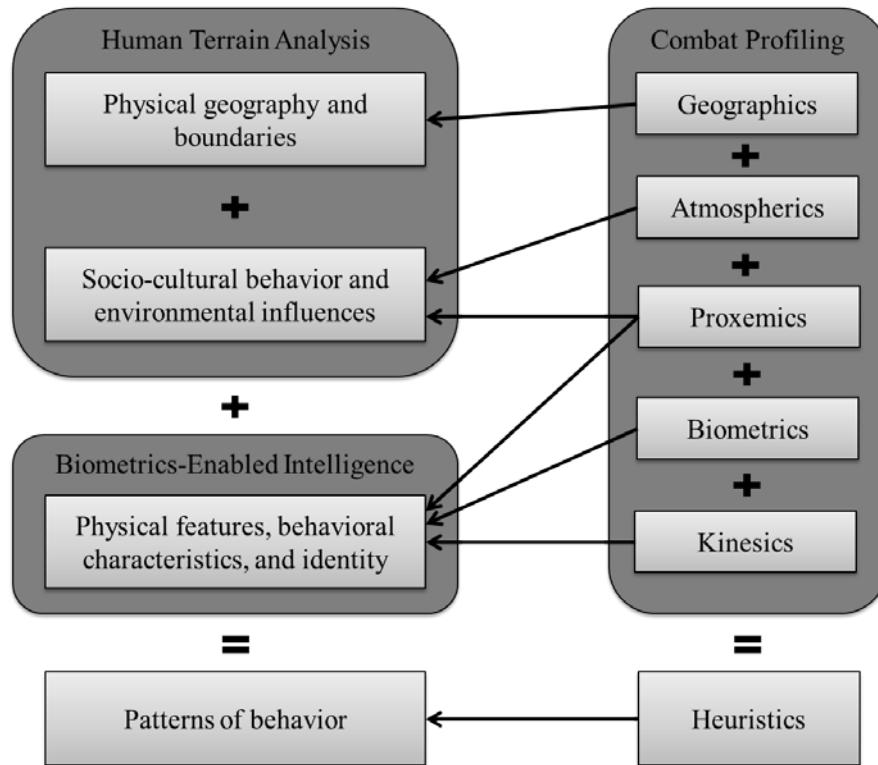 Human Terrain Analysis
Physical geography and
boundaries
+
Socio-cultural behavior and
environmental influences
+
Biometrics-Enabled Intelligence
Physical features, behavioral
characteristics, and identity
=
Patterns of behavior
Combat Profiling
Geographics
+
Atmospherics
+
Proxemics
+
Biometrics
+
Kinesics
=
Heuristics